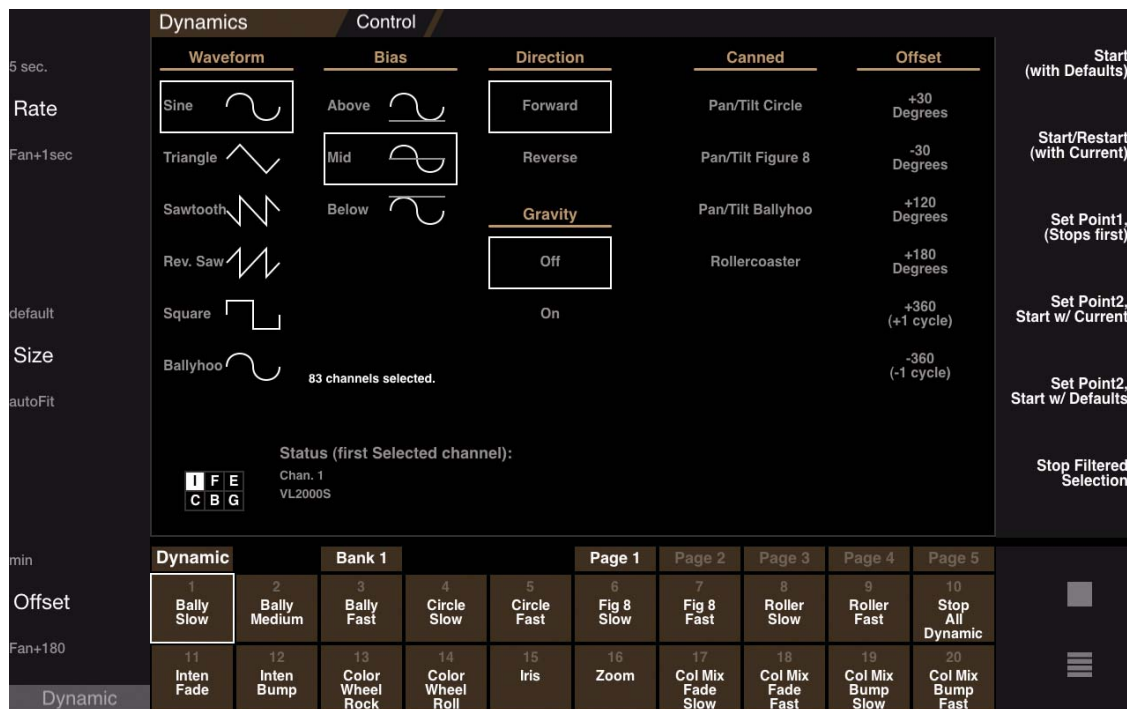 Dynamics
Control
5 sec.
Rate
Fan+1sec
default
Size
autoFit
min
Offset
Fan+180
Dynamic
Waveform
Sine
Triangle
Sawtooth
Rev. Saw
Square
Ballyhoo
Bias
Above
Mid
Below
Direction
Forward
Reverse
Gravity
Off
On
Canned
Pan/Tilt Circle
Pan/Tilt Figure 8
Pan/Tilt Ballyhoo
Rollercoaster
Offset
+30
Degrees
-30
Degrees
+120
Degrees
+180
Degrees
+360
(+1 cycle)
-360
(-1 cycle)
83 channels selected.
Status (first Selected channel):
Chan. 1
VL2000S
I F E
C B G
Start
(with Defaults)
Start/Restart
(with Current)
Set Point1,
(Stops first)
Set Point2,
Start w/ Current
Set Point2,
Start w/ Defaults
Stop Filtered
Selection
Dynamic
Bank 1
Page 1
Page 2
Page 3
Page 4
Page 5
1
Bally
Slow
2
Bally
Medium
3
Bally
Fast
4
Circle
Slow
5
Circle
Fast
6
Fig 8
Slow
7
Fig 8
Fast
8
Roller
Slow
9
Roller
Fast
10
Stop
All
Dynamic
11
Inten
Fade
12
Inten
Bump
13
Color
Wheel
Rock
14
Color
Wheel
Roll
15
Iris
16
Zoom
17
Col Mix
Fade
Slow
18
Col Mix
Fade
Fast
19
Col Mix
Bump
Slow
20
Col Mix
Bump
Fast